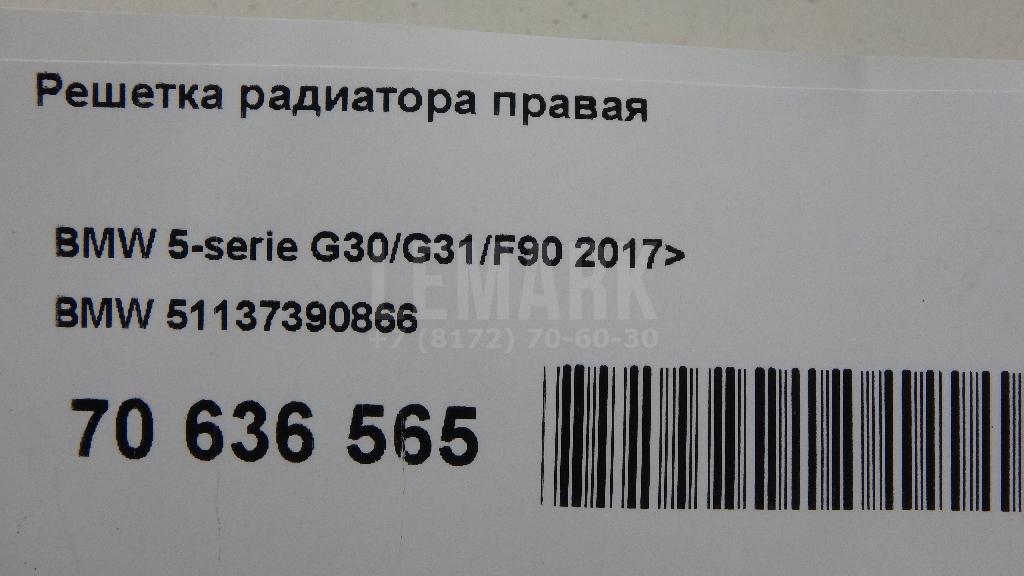 Решетка радиатора правая
BMW 5-serie G30/G31/F90 2017>
LEMARK
BMW 51137390866
+7 (8172) 70-60-30
70 636 565